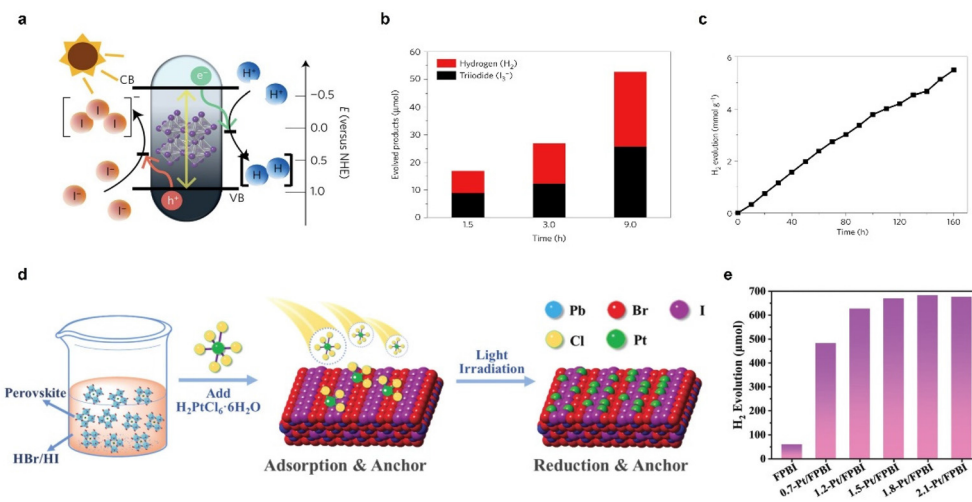 a
CB
e⁻
H⁺
H⁺
I
I
I
−
I⁻
I⁻
I⁻
h⁺
VB
H
H
−0.5
0.0
0.5
1.0
E (versus NHE)
b
Hydrogen (H₂)
Triiodide (I₃⁻)
Evolved products (μmol)
60
50
40
30
20
10
0
1.5
3.0
9.0
Time (h)
c
H₂ evolution (mmol g⁻¹)
6
4
2
0
0
40
80
120
160
Time (h)
d
Perovskite
HBr/HI
Add
H₂PtCl₆·6H₂O
Adsorption & Anchor
Light
Irradiation
Pb
Br
I
Cl
Pt
Reduction & Anchor
e
H₂ Evolution (μmol)
700
600
500
400
300
200
100
0
FPBI
0.7-Pt/FPBI
1.2-Pt/FPBI
1.5-Pt/FPBI
1.8-Pt/FPBI
2.1-Pt/FPBI